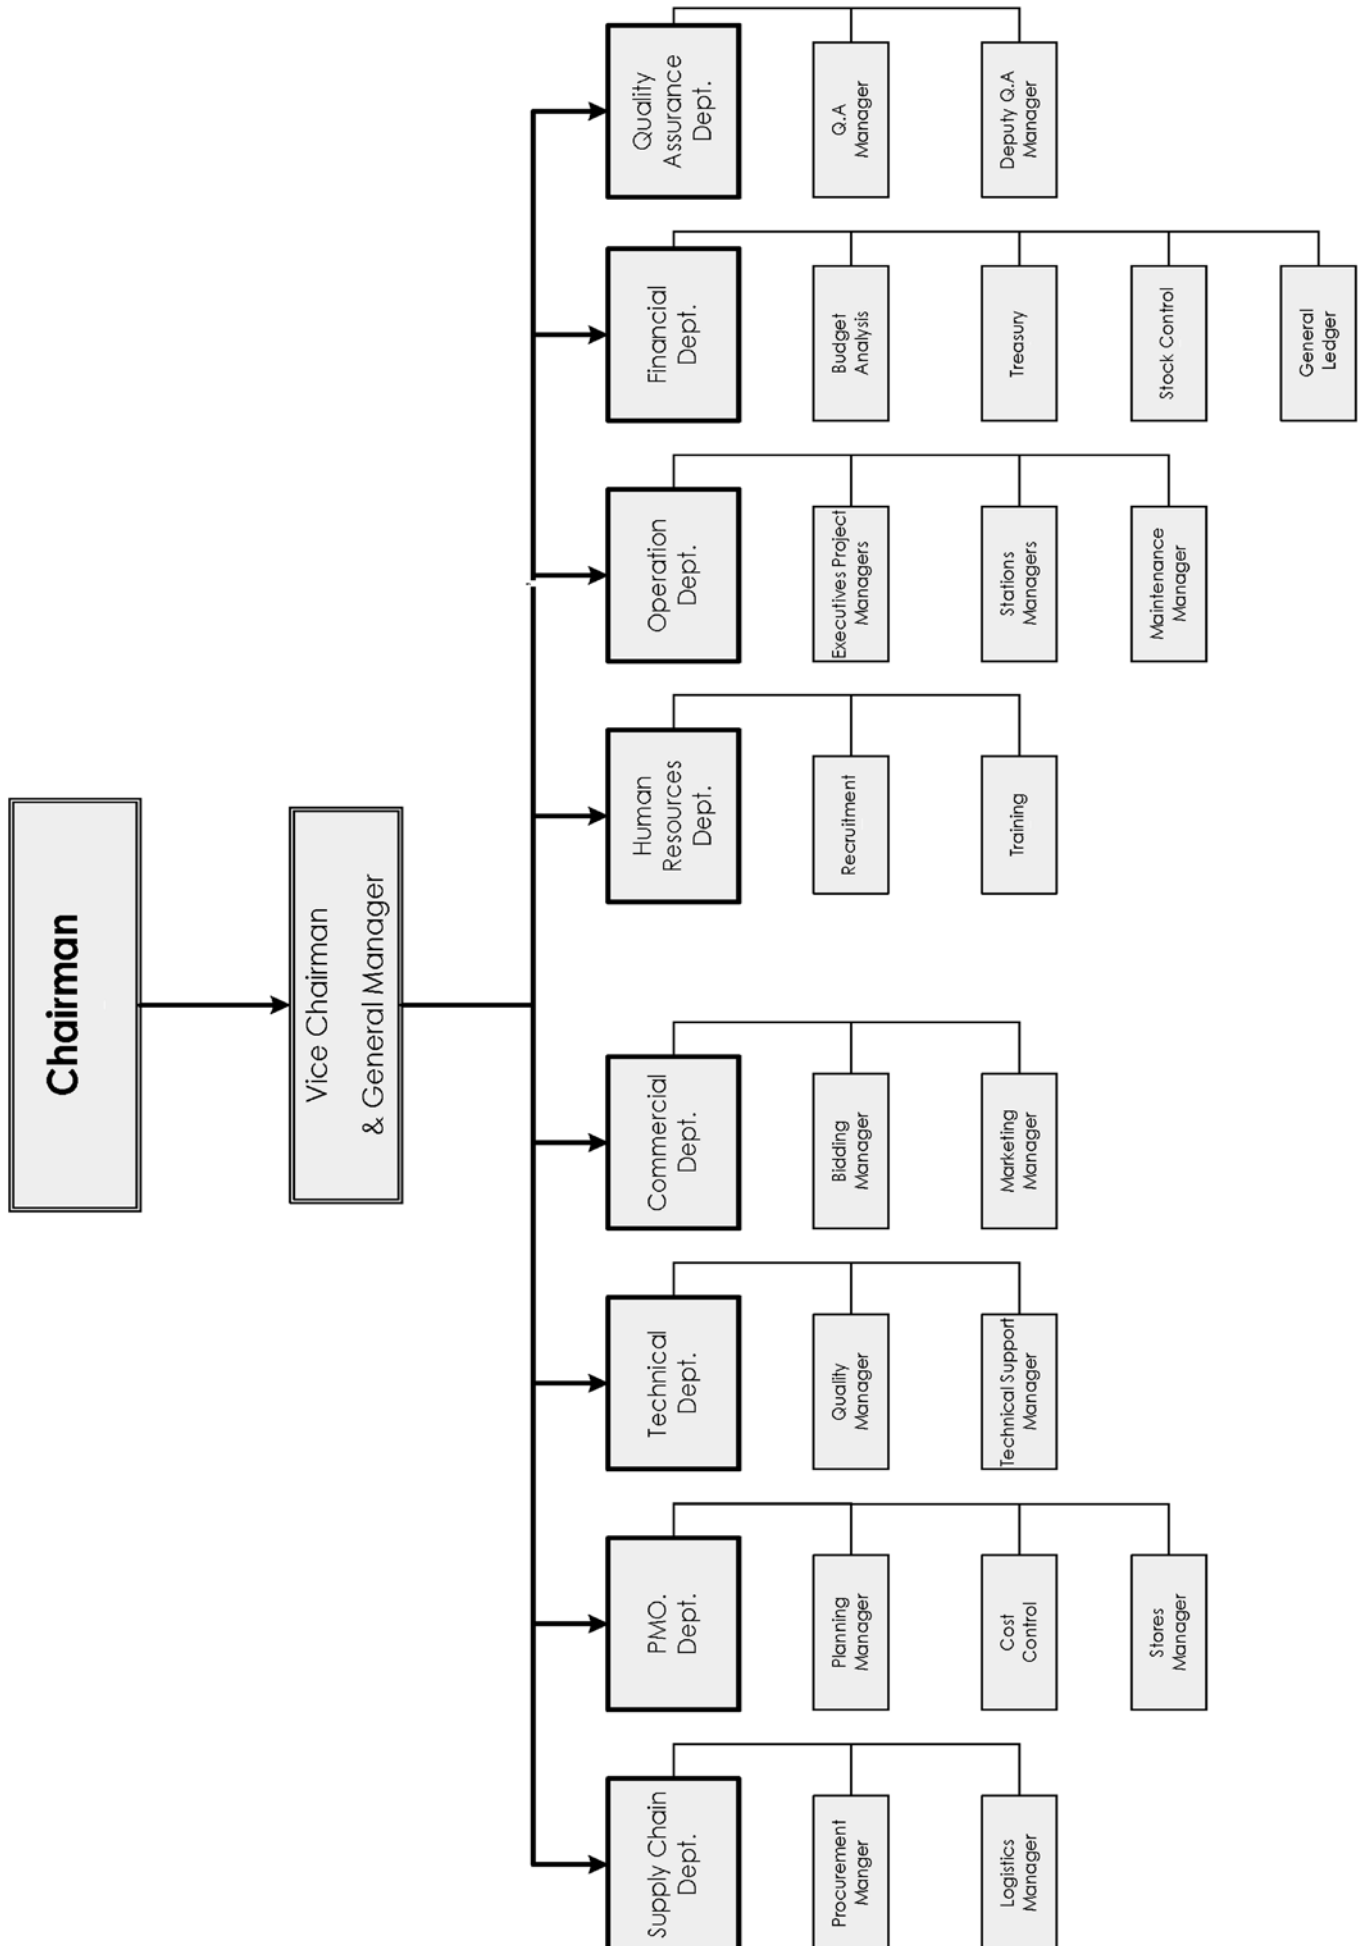 Chairman
Vice Chairman
& General Manager
Supply Chain
Dept.
PMO.
Dept.
Technical
Dept.
Commercial
Dept.
Human
Resources
Dept.
Operation
Dept.
Financial
Dept.
Quality
Assurance
Dept.
Procurement
Manger
Planning
Manager
Quality
Manager
Bidding
Manager
Recruitment
Executives Project
Managers
Budget
Analysis
Q.A
Manager
Logistics
Manager
Cost
Control
Technical Support
Manager
Marketing
Manager
Training
Stations
Managers
Treasury
Deputy Q.A
Manager
Stores
Manager
Maintenance
Manager
Stock Control
General
Ledger